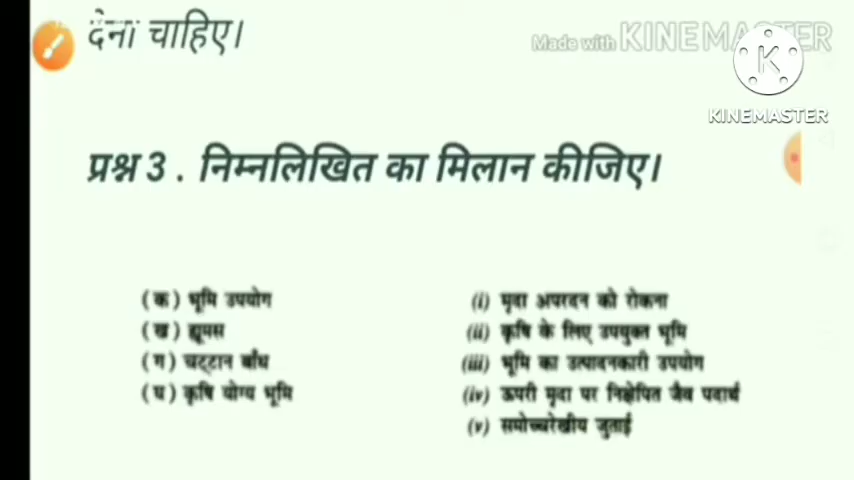 देना चाहिए।
Made with KINEMASTER
KINEMASTER
प्रश्न 3 . निम्नलिखित का मिलान कीजिए।
(क) भूमि उपयोग (i) मृदा अपरदन को रोकना
(ख) ह्यूमस (ii) कृषि के लिए उपयुक्त भूमि
(ग) चट्टान बाँध (iii) भूमि का उत्पादनकारी उपयोग
(घ) कृषि योग्य भूमि (iv) ऊपरी मृदा पर निक्षेपित जैव पदार्थ
(v) समोच्चरेखीय जुताई